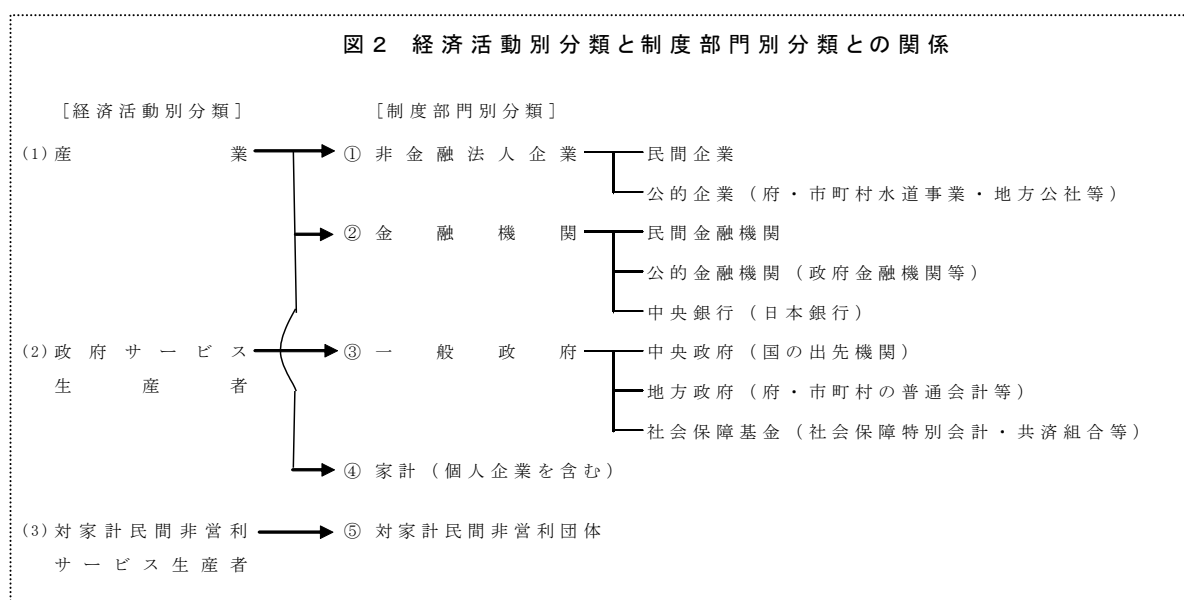 図２ 経済活動別分類と制度部門別分類との関係
[経済活動別分類] [制度部門別分類]
(1)産業 ① 非金融法人企業 民間企業
公的企業（府・市町村水道事業・地方公社等）
② 金融機関 民間金融機関
公的金融機関（政府金融機関等）
中央銀行（日本銀行）
(2)政府サービス ③ 一般政府 中央政府（国の出先機関）
生産者 地方政府（府・市町村の普通会計等）
社会保障基金（社会保障特別会計・共済組合等）
④ 家計（個人企業を含む）
(3)対家計民間非営利 ⑤ 対家計民間非営利団体
サービス生産者